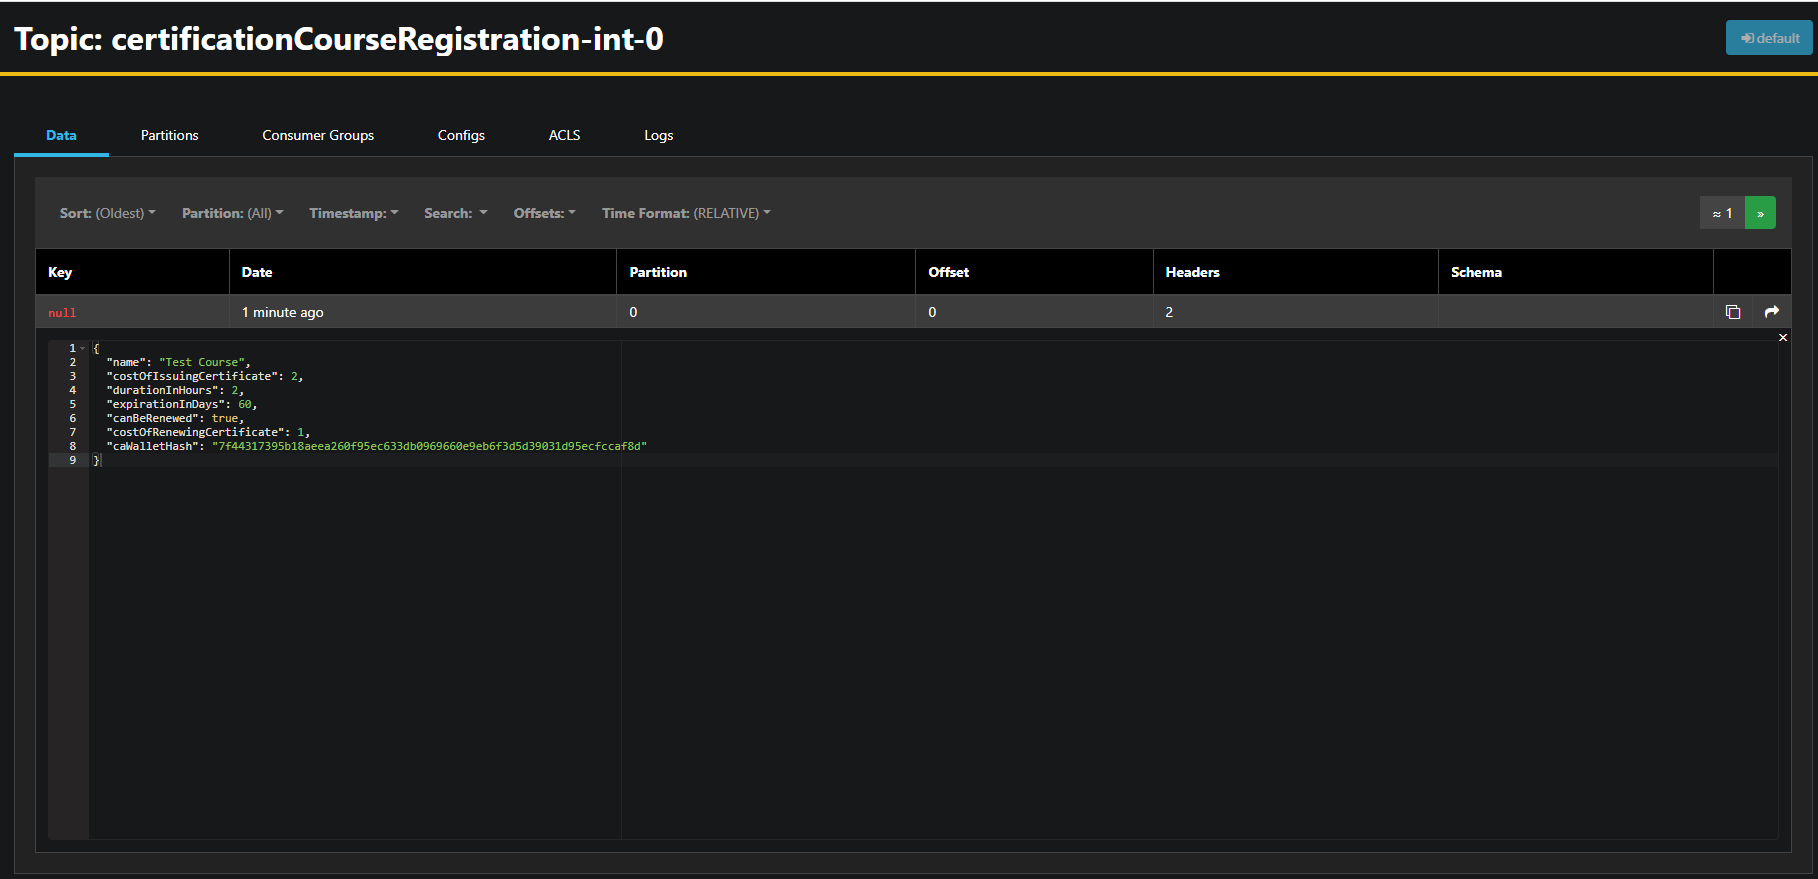 Topic: certificationCourseRegistration-int-0
default
Data Partitions Consumer Groups Configs ACLS Logs
Sort: (Oldest) Partition: (All) Timestamp: Search: Offsets: Time Format: (RELATIVE) ≈ 1 »
Key Date Partition Offset Headers Schema
null 1 minute ago 0 0 2
×
1 {
2 "name": "Test Course",
3 "costOfIssuingCertificate": 2,
4 "durationInHours": 2,
5 "expirationInDays": 60,
6 "canBeRenewed": true,
7 "costOfRenewingCertificate": 1,
8 "caWalletHash": "7f44317395b18aeea260f95ec633db0969660e9eb6f3d5d39031d95ecfccaf8d"
9 }